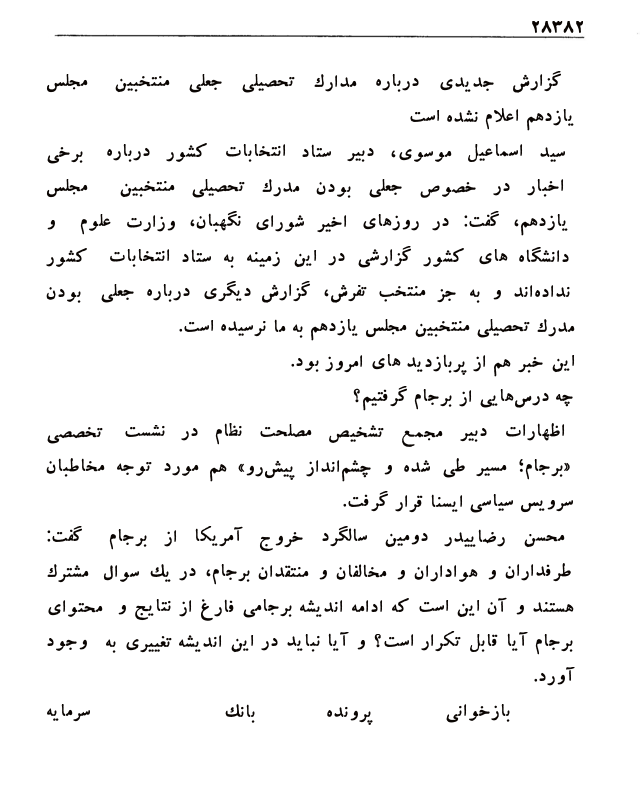 ۲۸۳۸۲
گزارش جدیدی درباره مدارك تحصیلی جعلی منتخبین مجلس
یازدهم اعلام نشده است
سید اسماعیل موسوی، دبیر ستاد انتخابات کشور درباره برخی
اخبار در خصوص جعلی بودن مدرك تحصیلی منتخبین مجلس
یازدهم، گفت: در روزهای اخیر شورای نگهبان، وزارت علوم و
دانشگاه های کشور گزارشی در این زمینه به ستاد انتخابات کشور
نداده‌اند و به جز منتخب تفرش، گزارش دیگری درباره جعلی بودن
مدرك تحصیلی منتخبین مجلس یازدهم به ما نرسیده است.
این خبر هم از پربازدید های امروز بود.
چه درس‌هایی از برجام گرفتیم؟
اظهارات دبیر مجمع تشخیص مصلحت نظام در نشست تخصصی
«برجام؛ مسیر طی شده و چشم‌انداز پیش‌رو» هم مورد توجه مخاطبان
سرویس سیاسی ایسنا قرار گرفت.
محسن رضاییدر دومین سالگرد خروج آمریکا از برجام گفت:
طرفداران و هواداران و مخالفان و منتقدان برجام، در یك سوال مشترك
هستند و آن این است که ادامه اندیشه برجامی فارغ از نتایج و محتوای
برجام آیا قابل تکرار است؟ و آیا نباید در این اندیشه تغییری به وجود
آورد.
بازخوانی پرونده بانك سرمایه